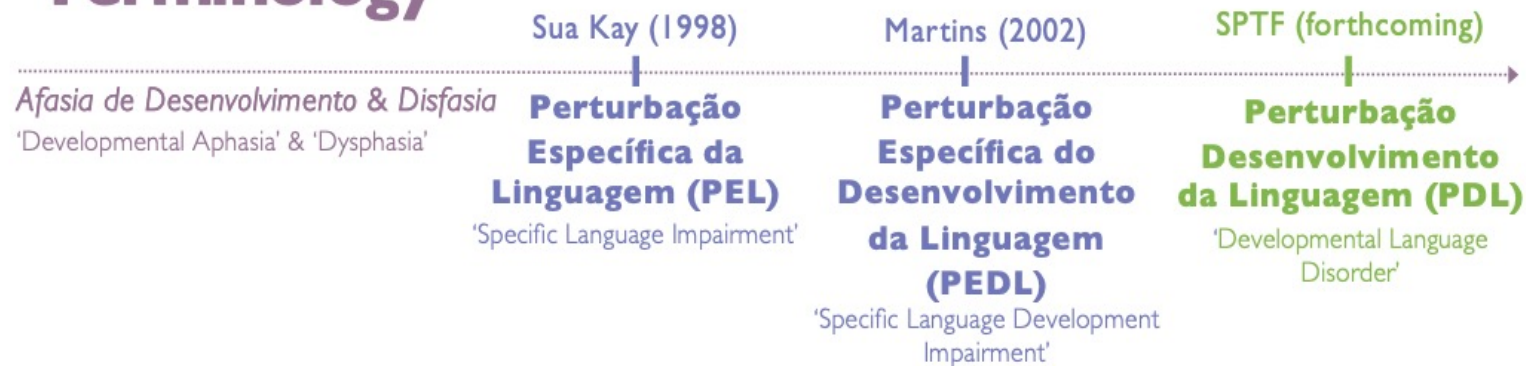 Terminology
Sua Kay (1998)
Martins (2002)
SPTF (forthcoming)
Afasia de Desenvolvimento & Disfasia
'Developmental Aphasia' & 'Dysphasia'
Perturbação
Específica da
Linguagem (PEL)
'Specific Language Impairment'
Perturbação
Específica do
Desenvolvimento
da Linguagem
(PEDL)
'Specific Language Development
Impairment'
Perturbação
Desenvolvimento
da Linguagem (PDL)
'Developmental Language
Disorder'